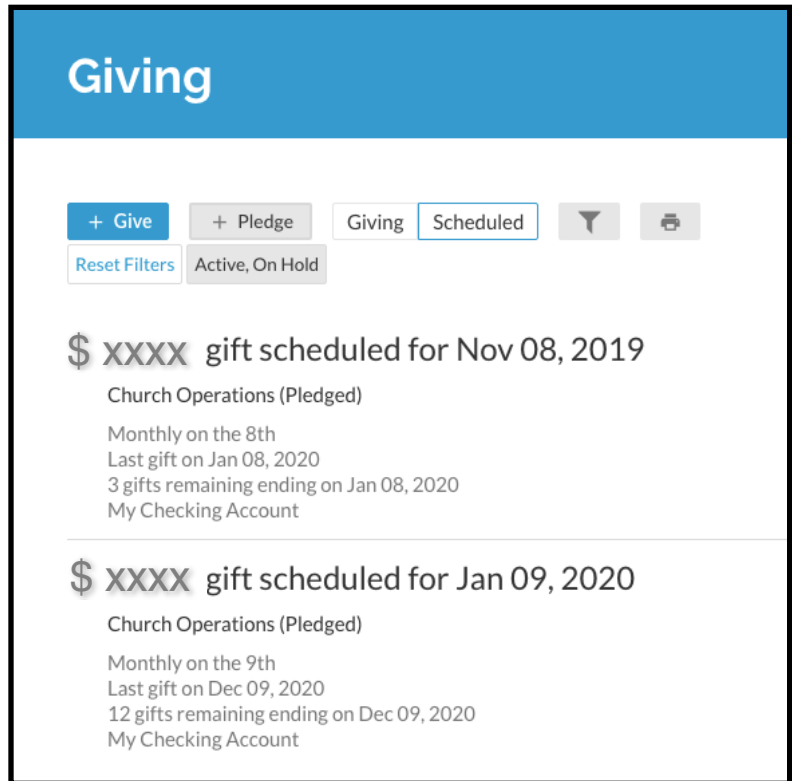 Giving
+ Give + Pledge Giving Scheduled
Reset Filters Active, On Hold
$ xxxx gift scheduled for Nov 08, 2019
Church Operations (Pledged)
Monthly on the 8th
Last gift on Jan 08, 2020
3 gifts remaining ending on Jan 08, 2020
My Checking Account
$ xxxx gift scheduled for Jan 09, 2020
Church Operations (Pledged)
Monthly on the 9th
Last gift on Dec 09, 2020
12 gifts remaining ending on Dec 09, 2020
My Checking Account